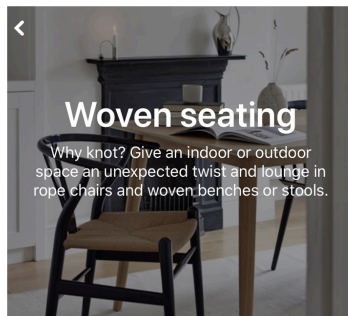 Woven seating
Why knot? Give an indoor or outdoor
space an unexpected twist and lounge in
rope chairs and woven benches or stools.